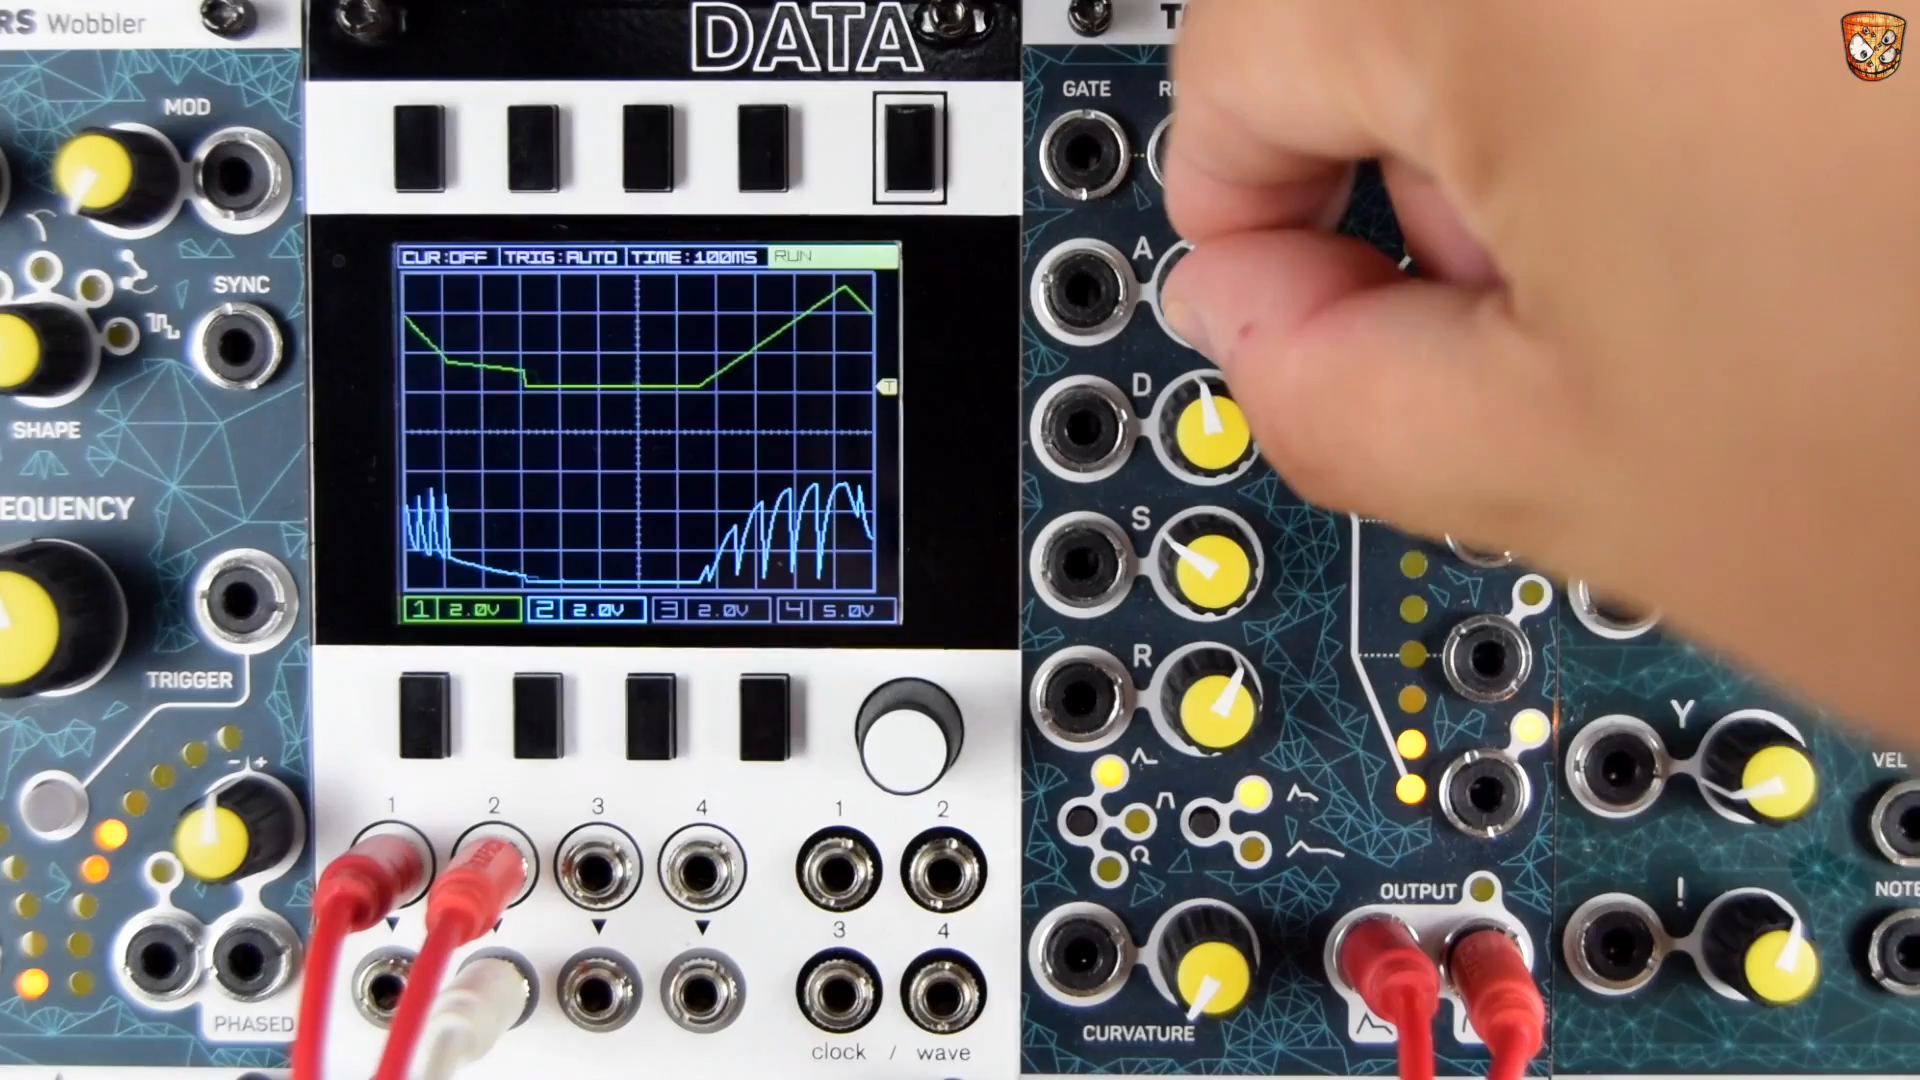 RS Wobbler
DATA
MOD
SYNC
SHAPE
EQUENCY
TRIGGER
- | +
PHASED
CUR:OFF TRIG:AUTO TIME:100MS RUN
T
1 2.0V 2 2.0V 3 2.0V 4 5.0V
1 2 3 4
1 2
3 4
clock / wave
GATE
A
D
S
R
CURVATURE
OUTPUT
Y
VEL
!
NOTE